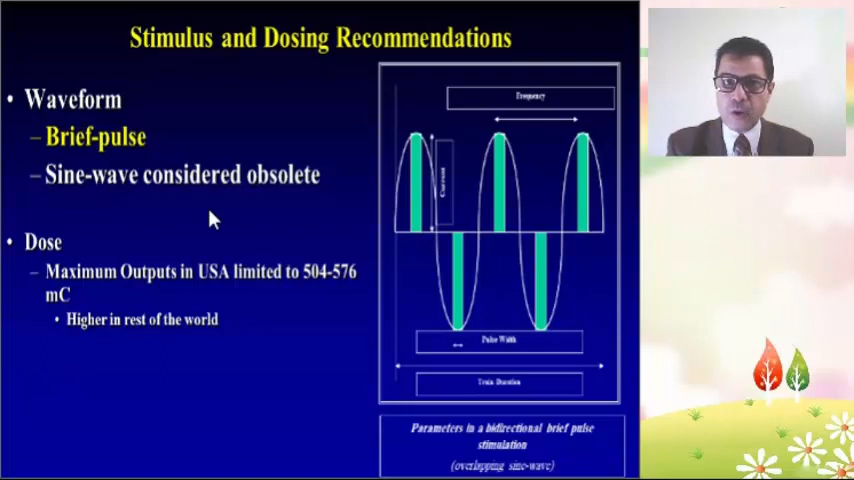 Stimulus and Dosing Recommendations
• Waveform
– Brief-pulse
– Sine-wave considered obsolete
• Dose
– Maximum Outputs in USA limited to 504-576
mC
• Higher in rest of the world
Frequency
Current
Pulse Width
Train Duration
Parameters in a bidirectional brief pulse
stimulation
(overlapping sine-wave)